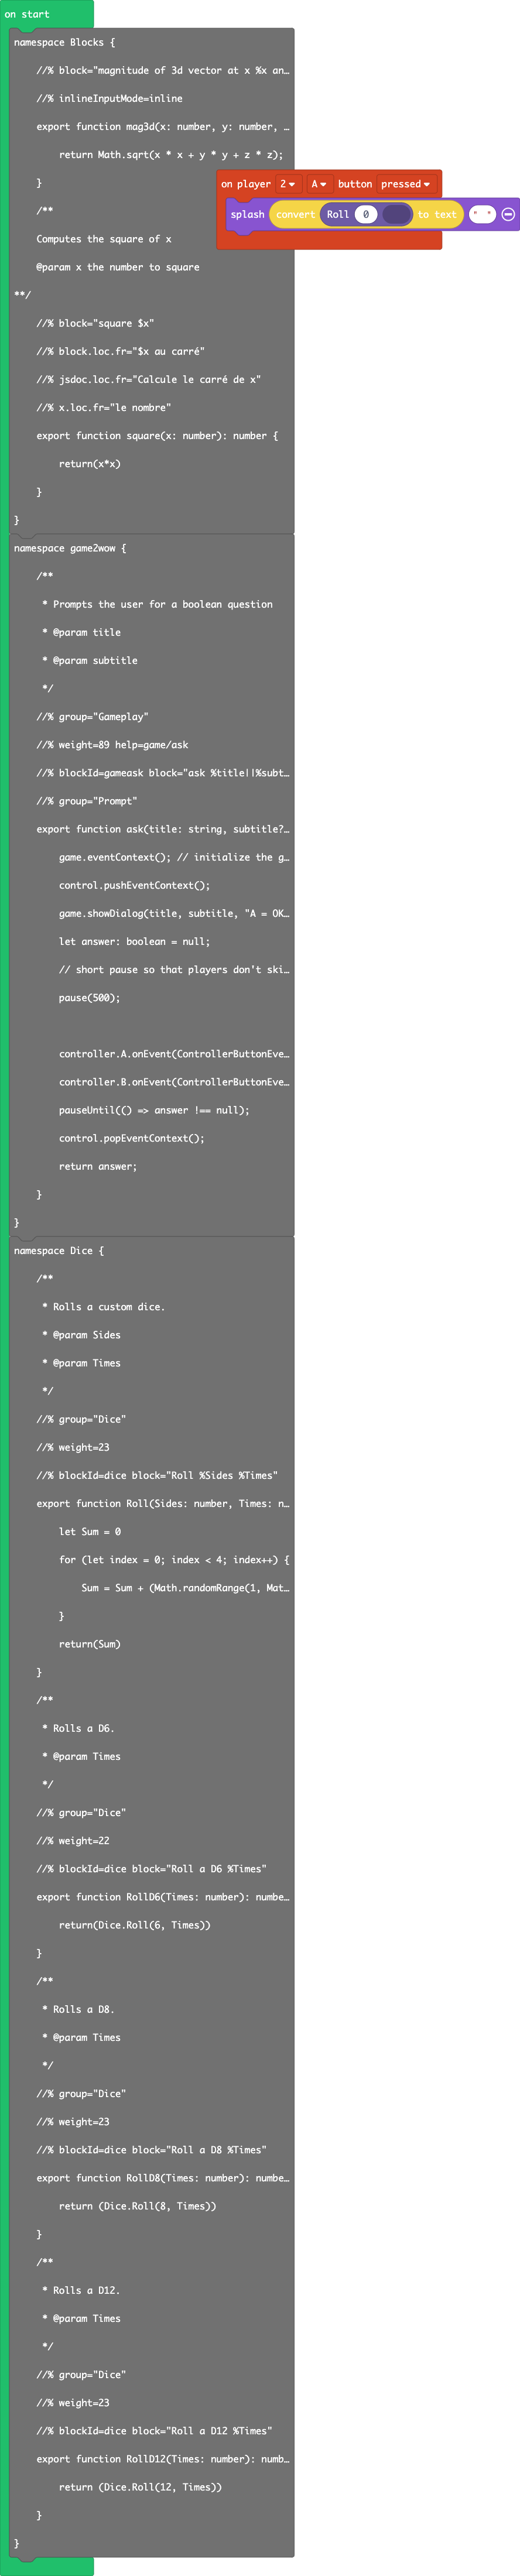 on start
namespace Blocks {
//% block="magnitude of 3d vector at x %x an…
//% inlineInputMode=inline
export function mag3d(x: number, y: number, …
return Math.sqrt(x * x + y * y + z * z);
}
on player 2 A button pressed
splash convert Roll 0 to text " "
/**
Computes the square of x
@param x the number to square
**/
//% block="square $x"
//% block.loc.fr="$x au carré"
//% jsdoc.loc.fr="Calcule le carré de x"
//% x.loc.fr="le nombre"
export function square(x: number): number {
return(x*x)
}
}
namespace game2wow {
/**
* Prompts the user for a boolean question
* @param title
* @param subtitle
*/
//% group="Gameplay"
//% weight=89 help=game/ask
//% blockId=gameask block="ask %title||%subt…
//% group="Prompt"
export function ask(title: string, subtitle?…
game.eventContext(); // initialize the g…
control.pushEventContext();
game.showDialog(title, subtitle, "A = OK…
let answer: boolean = null;
// short pause so that players don't ski…
pause(500);
controller.A.onEvent(ControllerButtonEve…
controller.B.onEvent(ControllerButtonEve…
pauseUntil(() => answer !== null);
control.popEventContext();
return answer;
}
}
namespace Dice {
/**
* Rolls a custom dice.
* @param Sides
* @param Times
*/
//% group="Dice"
//% weight=23
//% blockId=dice block="Roll %Sides %Times"
export function Roll(Sides: number, Times: n…
let Sum = 0
for (let index = 0; index < 4; index++) {
Sum = Sum + (Math.randomRange(1, Mat…
}
return(Sum)
}
/**
* Rolls a D6.
* @param Times
*/
//% group="Dice"
//% weight=22
//% blockId=dice block="Roll a D6 %Times"
export function RollD6(Times: number): numbe…
return(Dice.Roll(6, Times))
}
/**
* Rolls a D8.
* @param Times
*/
//% group="Dice"
//% weight=23
//% blockId=dice block="Roll a D8 %Times"
export function RollD8(Times: number): numbe…
return (Dice.Roll(8, Times))
}
/**
* Rolls a D12.
* @param Times
*/
//% group="Dice"
//% weight=23
//% blockId=dice block="Roll a D12 %Times"
export function RollD12(Times: number): numb…
return (Dice.Roll(12, Times))
}
}